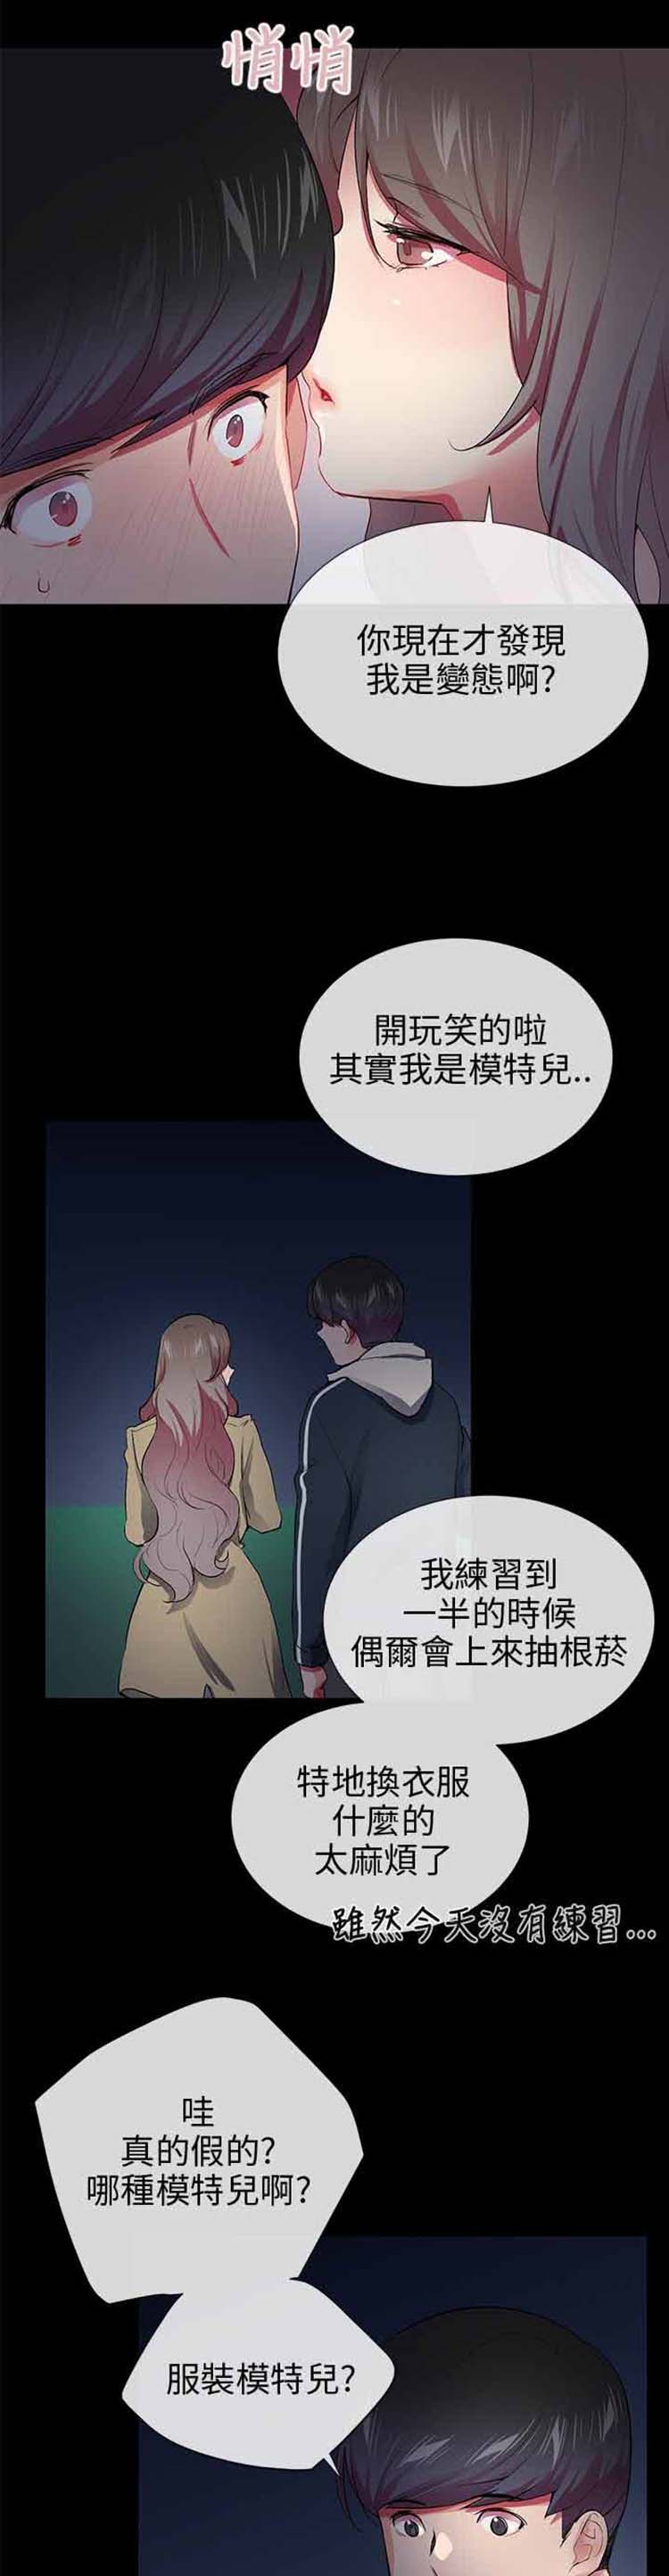 悄悄
你現在才發現
我是變態啊?
開玩笑的啦
其實我是模特兒..
我練習到
一半的時候
偶爾會上來抽根菸
特地換衣服
什麼的
太麻煩了
雖然今天沒有練習...
哇
真的假的?
哪種模特兒啊?
服裝模特兒?